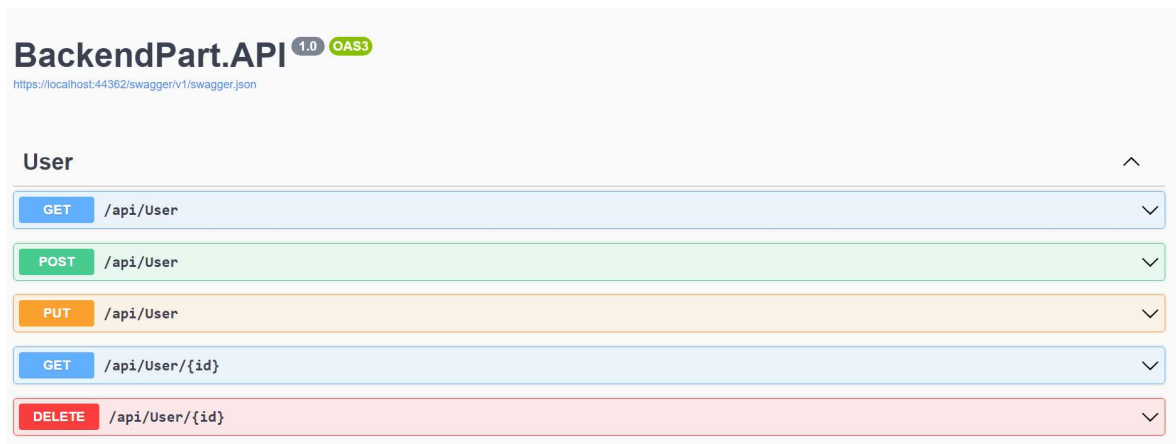 BackendPart.API 1.0 OAS3
https://localhost:44362/swagger/v1/swagger.json
User
GET /api/User
POST /api/User
PUT /api/User
GET /api/User/{id}
DELETE /api/User/{id}